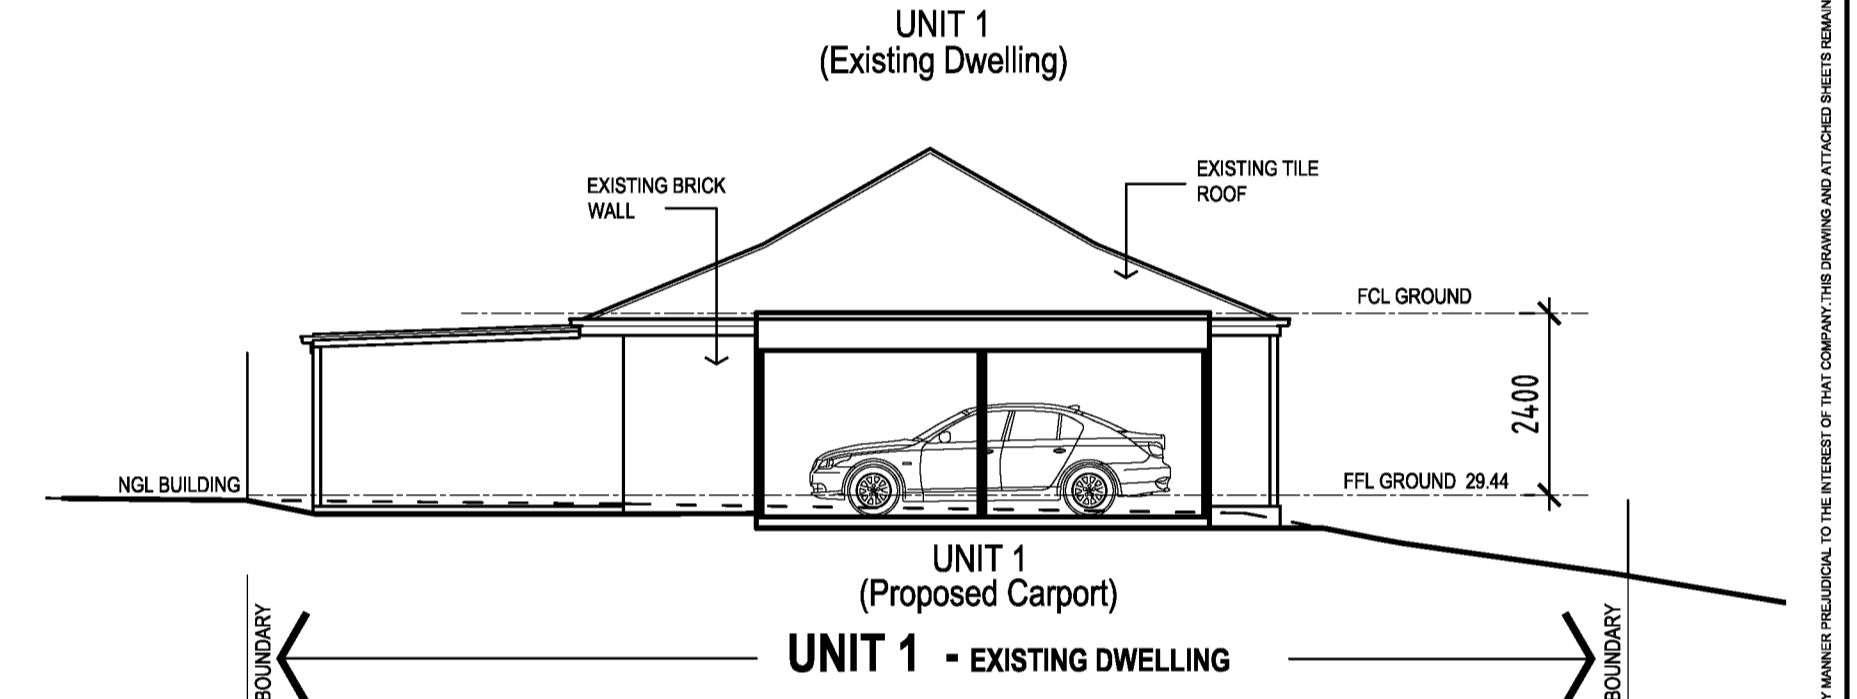 UNIT 1
(Existing Dwelling)
EXISTING BRICK
WALL
EXISTING TILE
ROOF
FCL GROUND
2400
NGL BUILDING
FFL GROUND 29.44
UNIT 1
(Proposed Carport)
BOUNDARY
UNIT 1 - EXISTING DWELLING
BOUNDARY
Y MANNER PREJUDICIAL TO THE INTEREST OF THAT COMPANY.THIS DRAWING AND ATTACHED SHEETS REMAIN